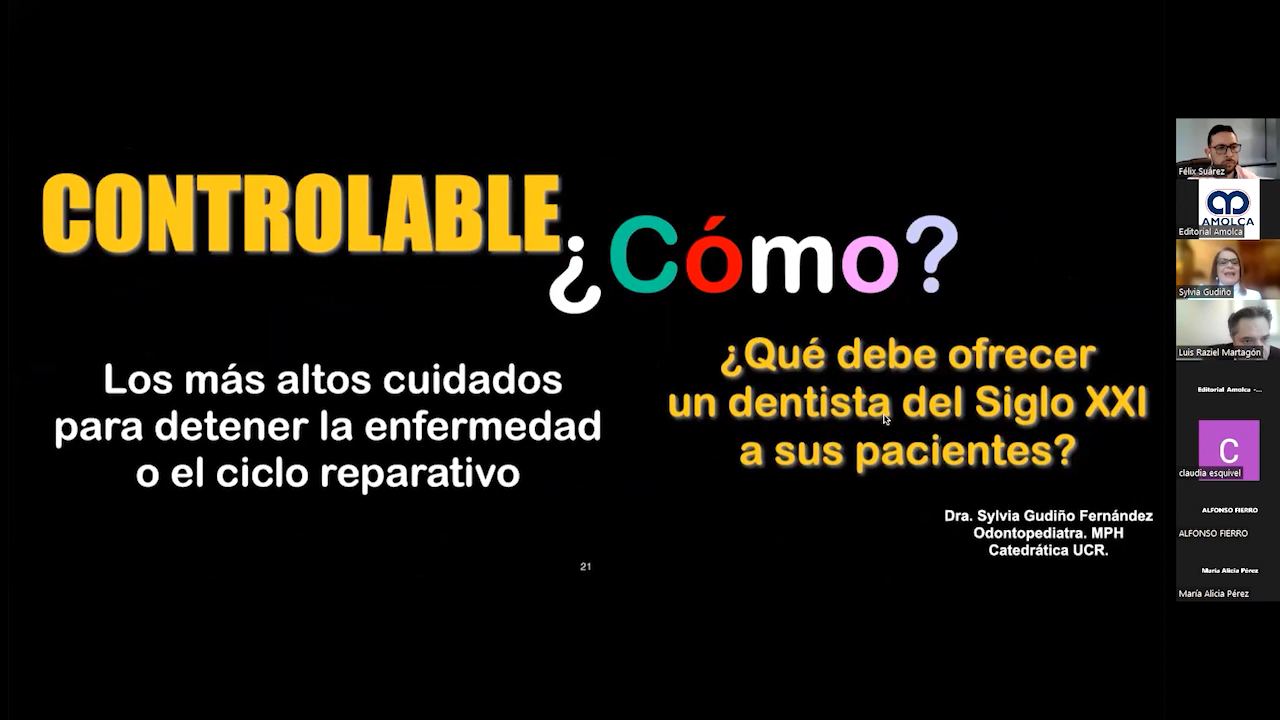 CONTROLABLE
¿Cómo?
Los más altos cuidados
para detener la enfermedad
o el ciclo reparativo
¿Qué debe ofrecer
un dentista del Siglo XXI
a sus pacientes?
Dra. Sylvia Gudiño Fernández
Odontopediatra. MPH
Catedrática UCR.
21
Félix Suárez
AMOLCA
Editorial Amolca
Sylvia Gudiño
Luis Raziel Martagón
Editorial Amolca -...
C
claudia esquivel
ALFONSO FIERRO
ALFONSO FIERRO
María Alicia Pérez
María Alicia Pérez